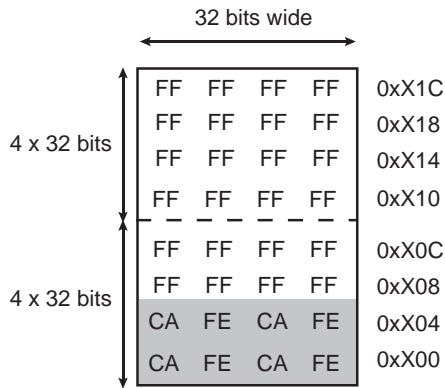 32 bits wide
FF FF FF FF 0xX1C
FF FF FF FF 0xX18
4 x 32 bits
FF FF FF FF 0xX14
FF FF FF FF 0xX10
FF FF FF FF 0xX0C
FF FF FF FF 0xX08
4 x 32 bits
CA FE CA FE 0xX04
CA FE CA FE 0xX00